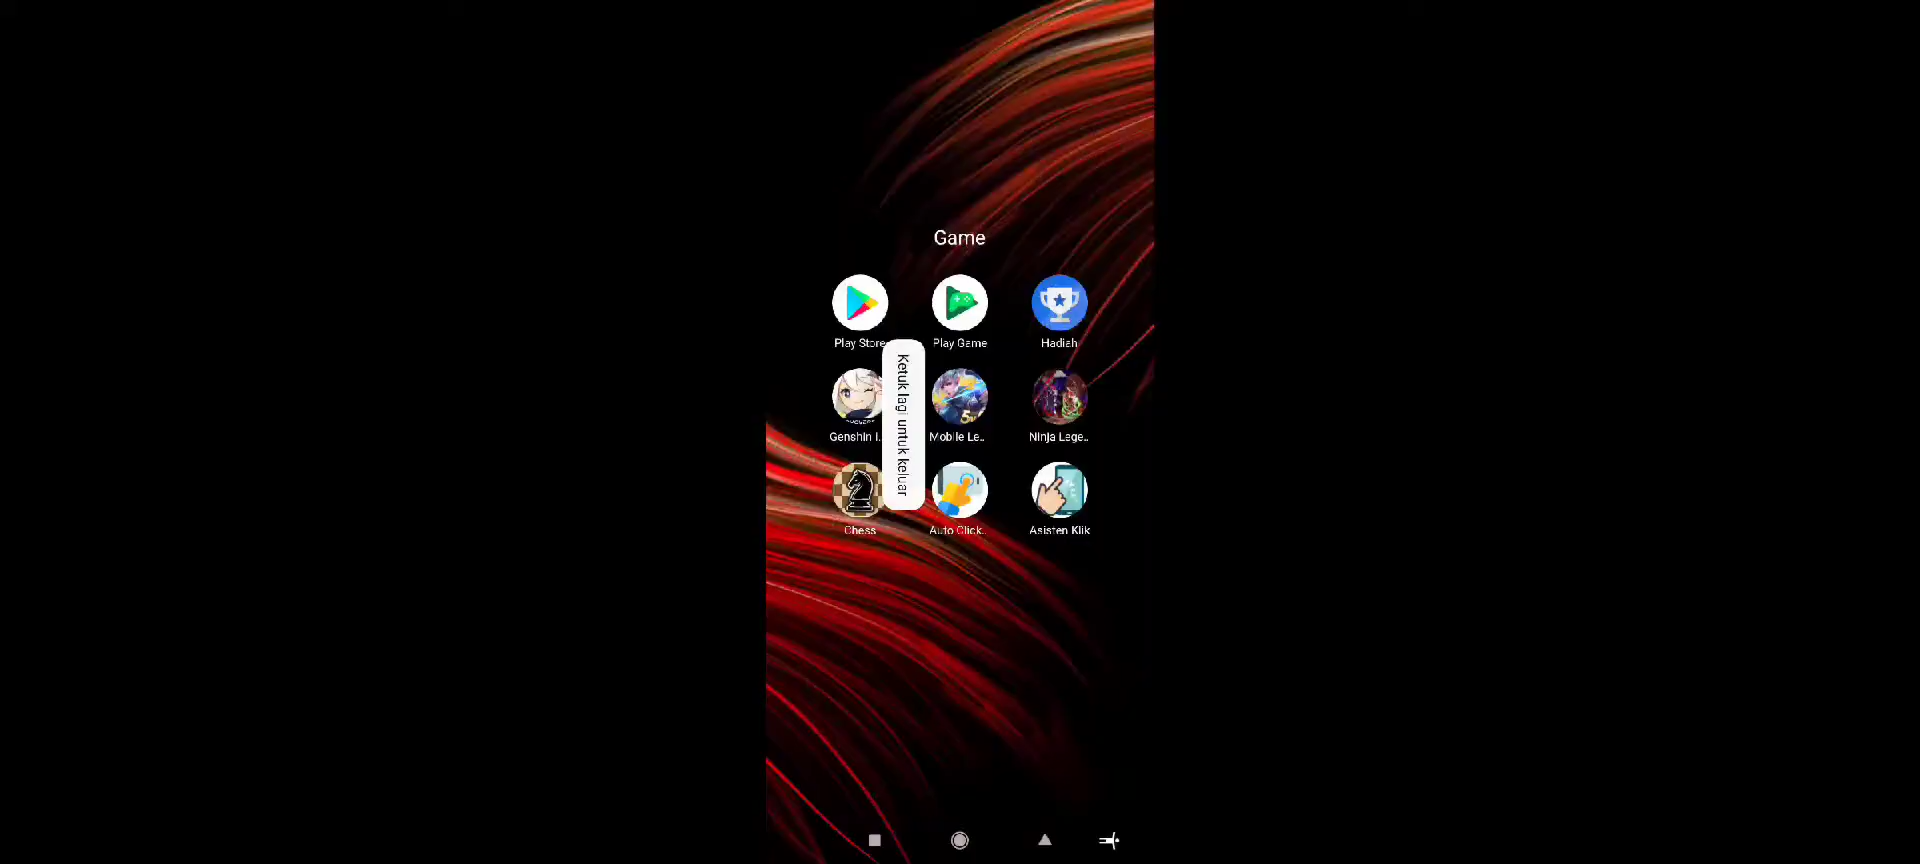 Game
Play Store
Play Game
Hadiah
Ketuk lagi untuk keluar
Genshin I..
Mobile Le..
Ninja Lege..
Chess
Auto Click..
Asisten Klik